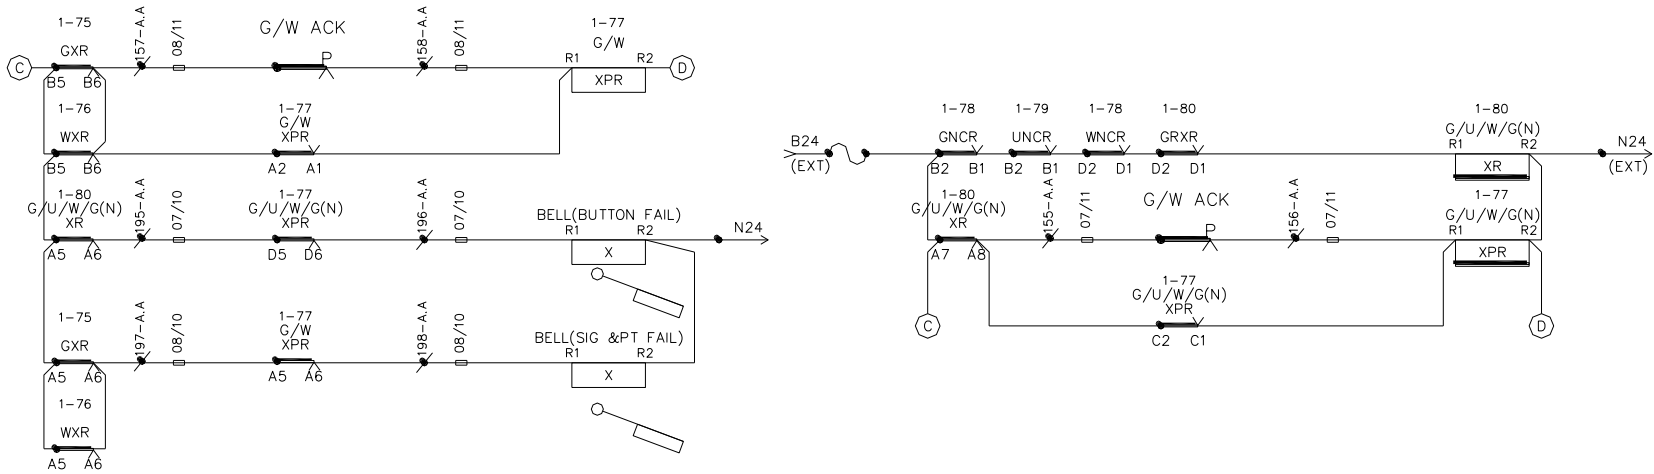 1-75
GXR
C
B5 B6
157-A.A
08/11
G/W ACK
P
158-A.A
08/11
1-77
G/W
R1 R2
XPR
D
1-76
WXR
B5 B6
1-77
G/W
XPR
A2 A1
1-80
G/U/W/G(N)
XR
A5 A6
195-A.A
07/10
1-77
G/U/W/G(N)
XPR
D5 D6
196-A.A
07/10
BELL(BUTTON FAIL)
R1 R2
X
N24
1-75
GXR
A5 A6
197-A.A
08/10
1-77
G/W
XPR
A5 A6
198-A.A
08/10
BELL(SIG &PT FAIL)
R1 R2
X
1-76
WXR
A5 A6
B24
(EXT)
1-78
GNCR
B2 B1
1-79
UNCR
B2 B1
1-78
WNCR
D2 D1
1-80
GRXR
D2 D1
1-80
G/U/W/G(N)
R1 R2
XR
N24
(EXT)
1-80
G/U/W/G(N)
XR
A7 A8
155-A.A
07/11
G/W ACK
P
156-A.A
07/11
1-77
G/U/W/G(N)
R1 R2
XPR
1-77
G/U/W/G(N)
XPR
C2 C1
C
D